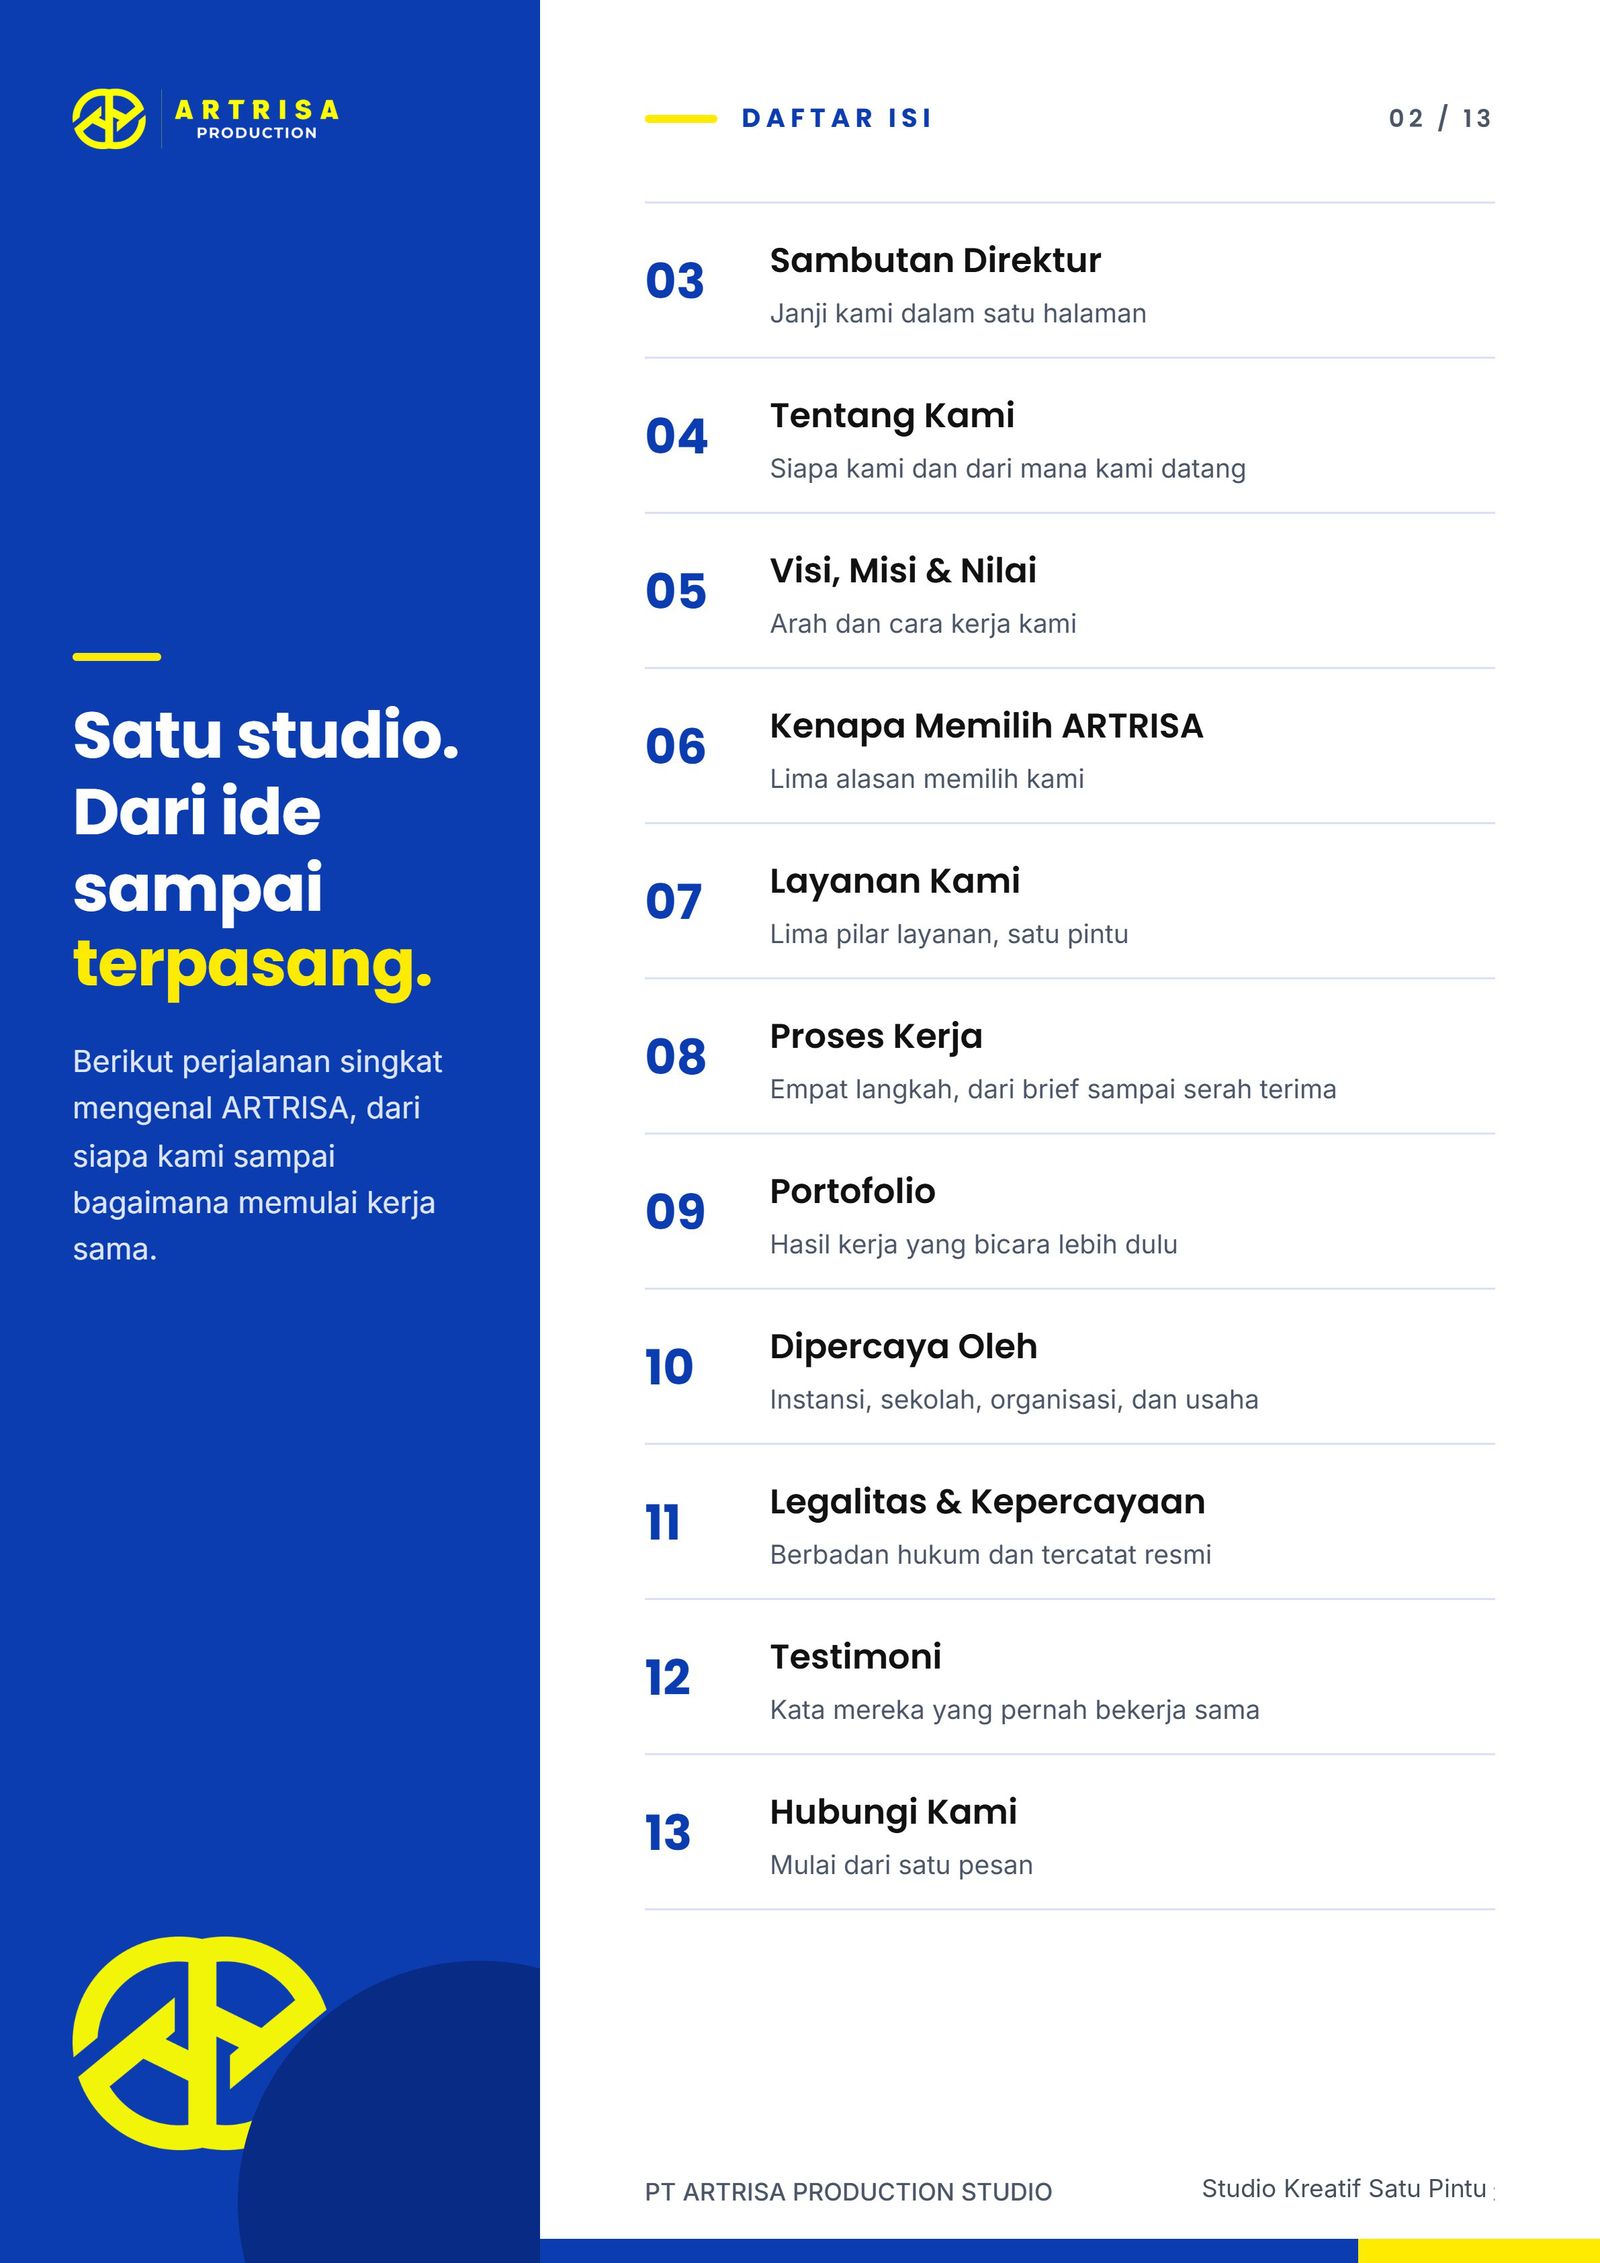 ARTRISA
PRODUCTION
Satu studio.
Dari ide
sampai
terpasang.
Berikut perjalanan singkat
mengenal ARTRISA, dari
siapa kami sampai
bagaimana memulai kerja
sama.
DAFTAR ISI
02 / 13
03
Sambutan Direktur
Janji kami dalam satu halaman
04
Tentang Kami
Siapa kami dan dari mana kami datang
05
Visi, Misi & Nilai
Arah dan cara kerja kami
06
Kenapa Memilih ARTRISA
Lima alasan memilih kami
07
Layanan Kami
Lima pilar layanan, satu pintu
08
Proses Kerja
Empat langkah, dari brief sampai serah terima
09
Portofolio
Hasil kerja yang bicara lebih dulu
10
Dipercaya Oleh
Instansi, sekolah, organisasi, dan usaha
11
Legalitas & Kepercayaan
Berbadan hukum dan tercatat resmi
12
Testimoni
Kata mereka yang pernah bekerja sama
13
Hubungi Kami
Mulai dari satu pesan
PT ARTRISA PRODUCTION STUDIO
Studio Kreatif Satu Pintu